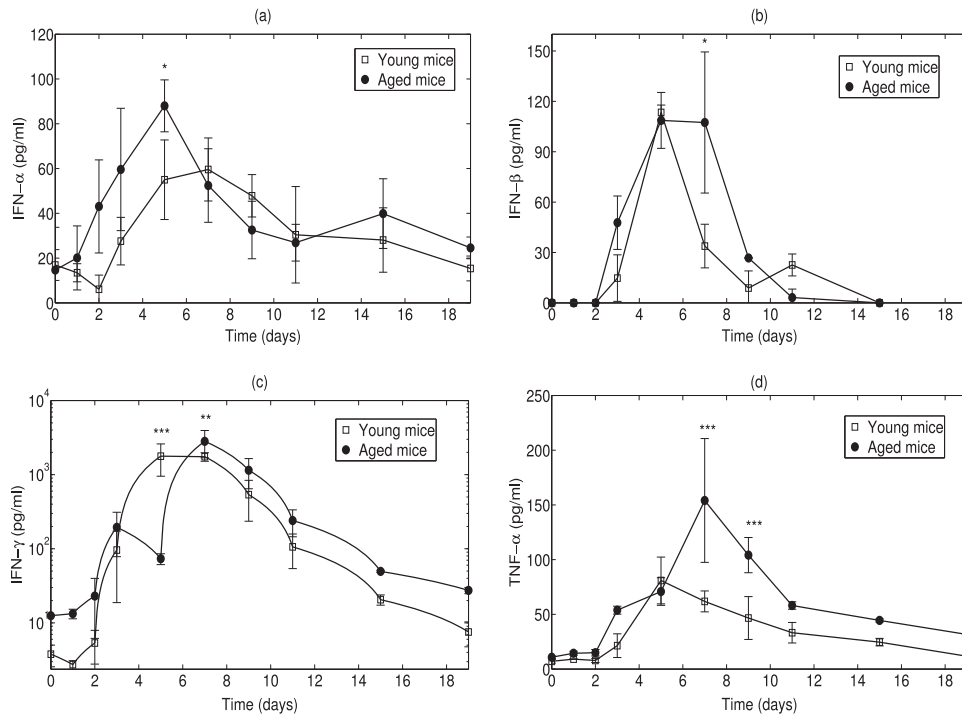 (a)
120
100
80
60
40
20
0
IFN−α (pg/ml)
*
Young mice
Aged mice
0 2 4 6 8 10 12 14 16 18
Time (days)
(b)
160
120
90
60
30
0
IFN−β (pg/ml)
*
Young mice
Aged mice
0 2 4 6 8 10 12 14 16 18
Time (days)
(c)
10^4
10^3
10^2
10
IFN−γ (pg/ml)
***
**
Young mice
Aged mice
0 2 4 6 8 10 12 14 16 18
Time (days)
(d)
250
200
150
100
50
0
TNF−α (pg/ml)
***
***
Young mice
Aged mice
0 2 4 6 8 10 12 14 16 18
Time (days)